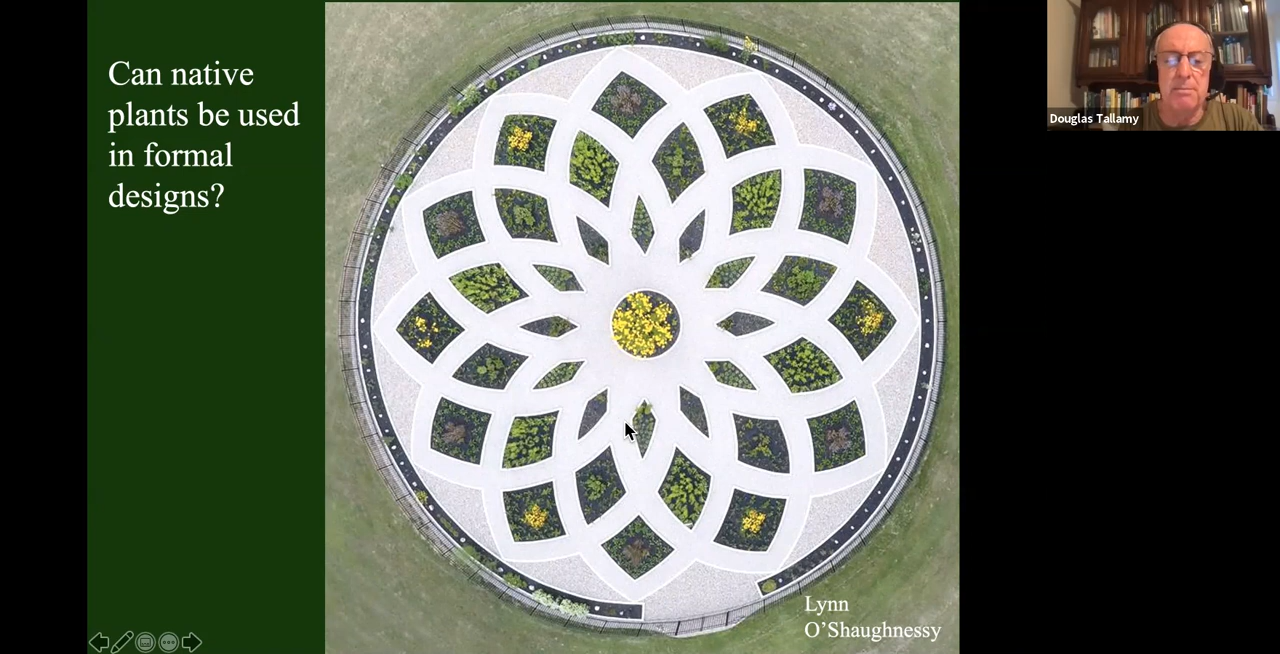 Can native
plants be used
in formal
designs?
Douglas Tallamy
Lynn
O’Shaughnessy